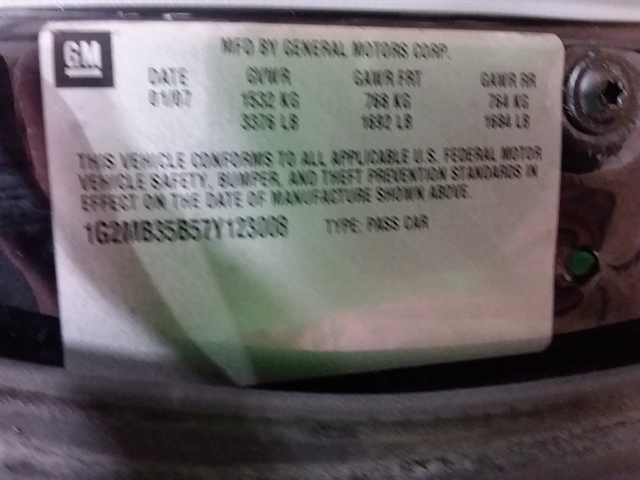 GM
MFD BY GENERAL MOTORS CORP.
DATE GVWR GAWR FRT GAWR RR
01/07 1532 KG 768 KG 764 KG
3376 LB 1692 LB 1684 LB
THIS VEHICLE CONFORMS TO ALL APPLICABLE U.S. FEDERAL MOTOR
VEHICLE SAFETY, BUMPER, AND THEFT PREVENTION STANDARDS IN
EFFECT ON THE DATE OF MANUFACTURE SHOWN ABOVE.
1G2MB35B57Y123008 TYPE: PASS CAR